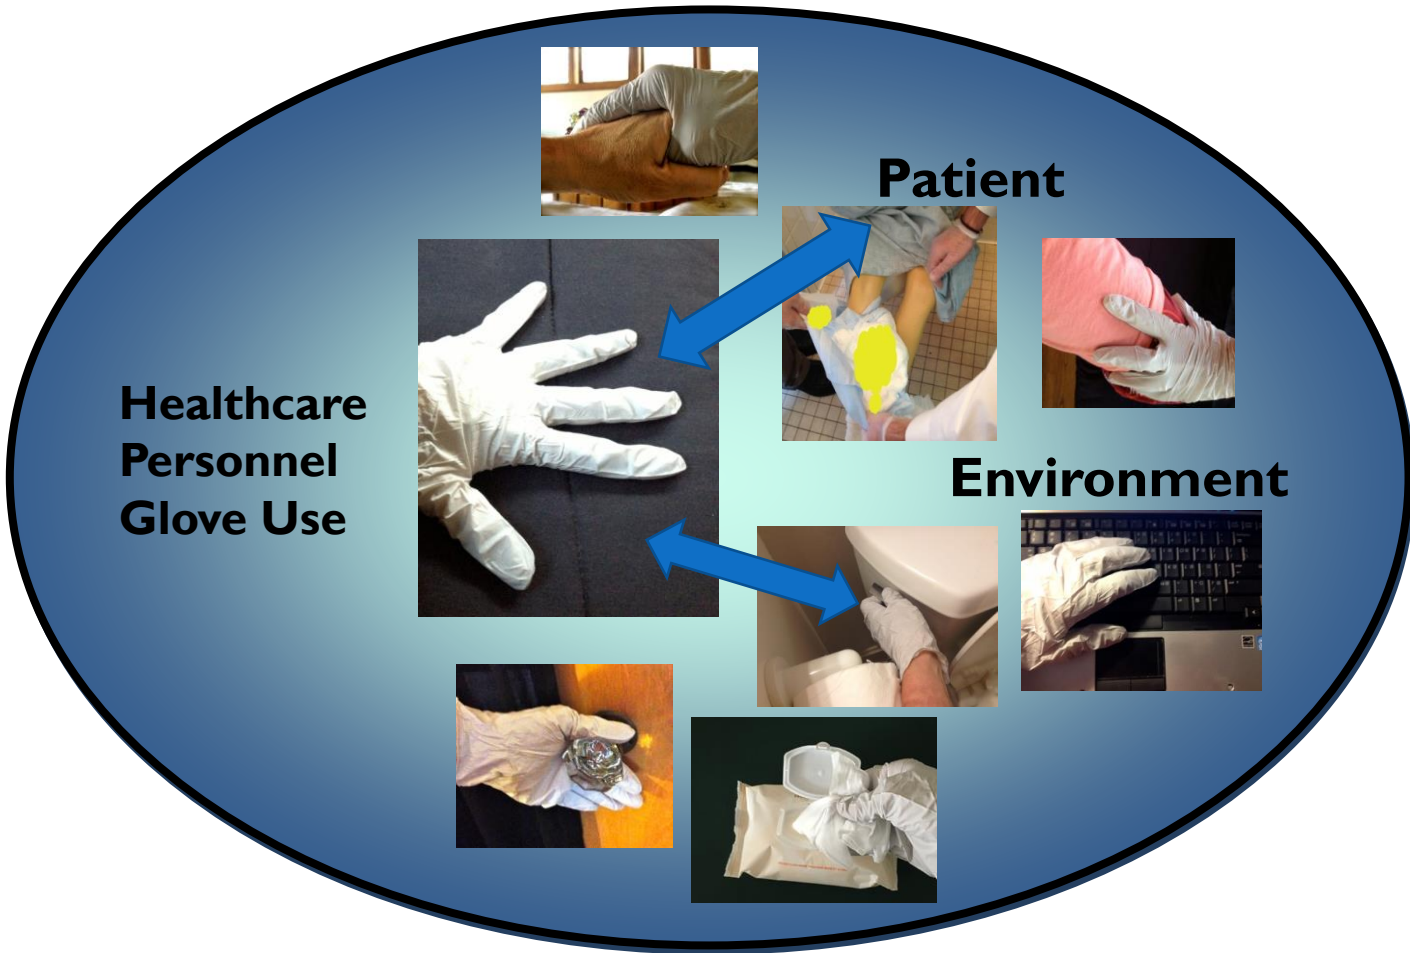 Patient
Healthcare
Personnel
Glove Use
Environment